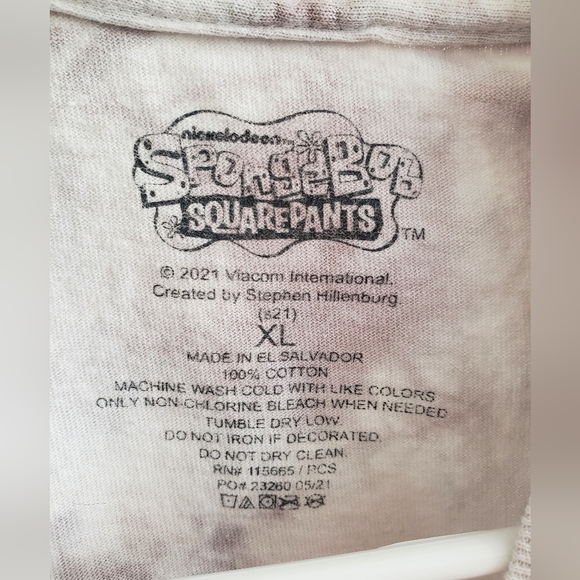 nickelodeon™
SpongeBob
SQUAREPANTS
TM
© 2021 Viacom International.
Created by Stephen Hillenburg
(s21)
XL
MADE IN EL SALVADOR
100% COTTON
MACHINE WASH COLD WITH LIKE COLORS
ONLY NON-CHLORINE BLEACH WHEN NEEDED
TUMBLE DRY LOW.
DO NOT IRON IF DECORATED.
DO NOT DRY CLEAN.
RN# 115665 / PCS
PO# 23260 05/21